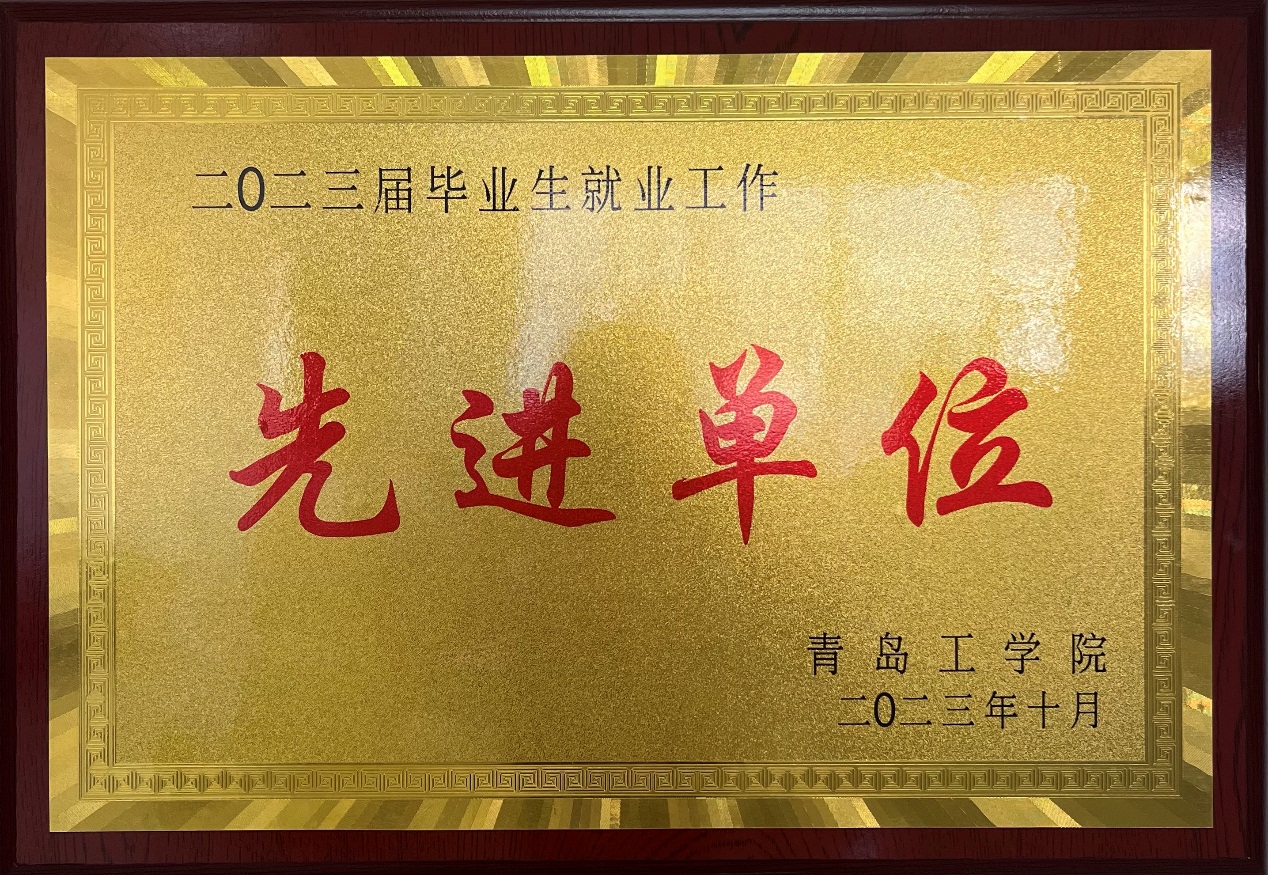 二〇二三届毕业生就业工作
先进单位
青岛工学院
二〇二三年十月